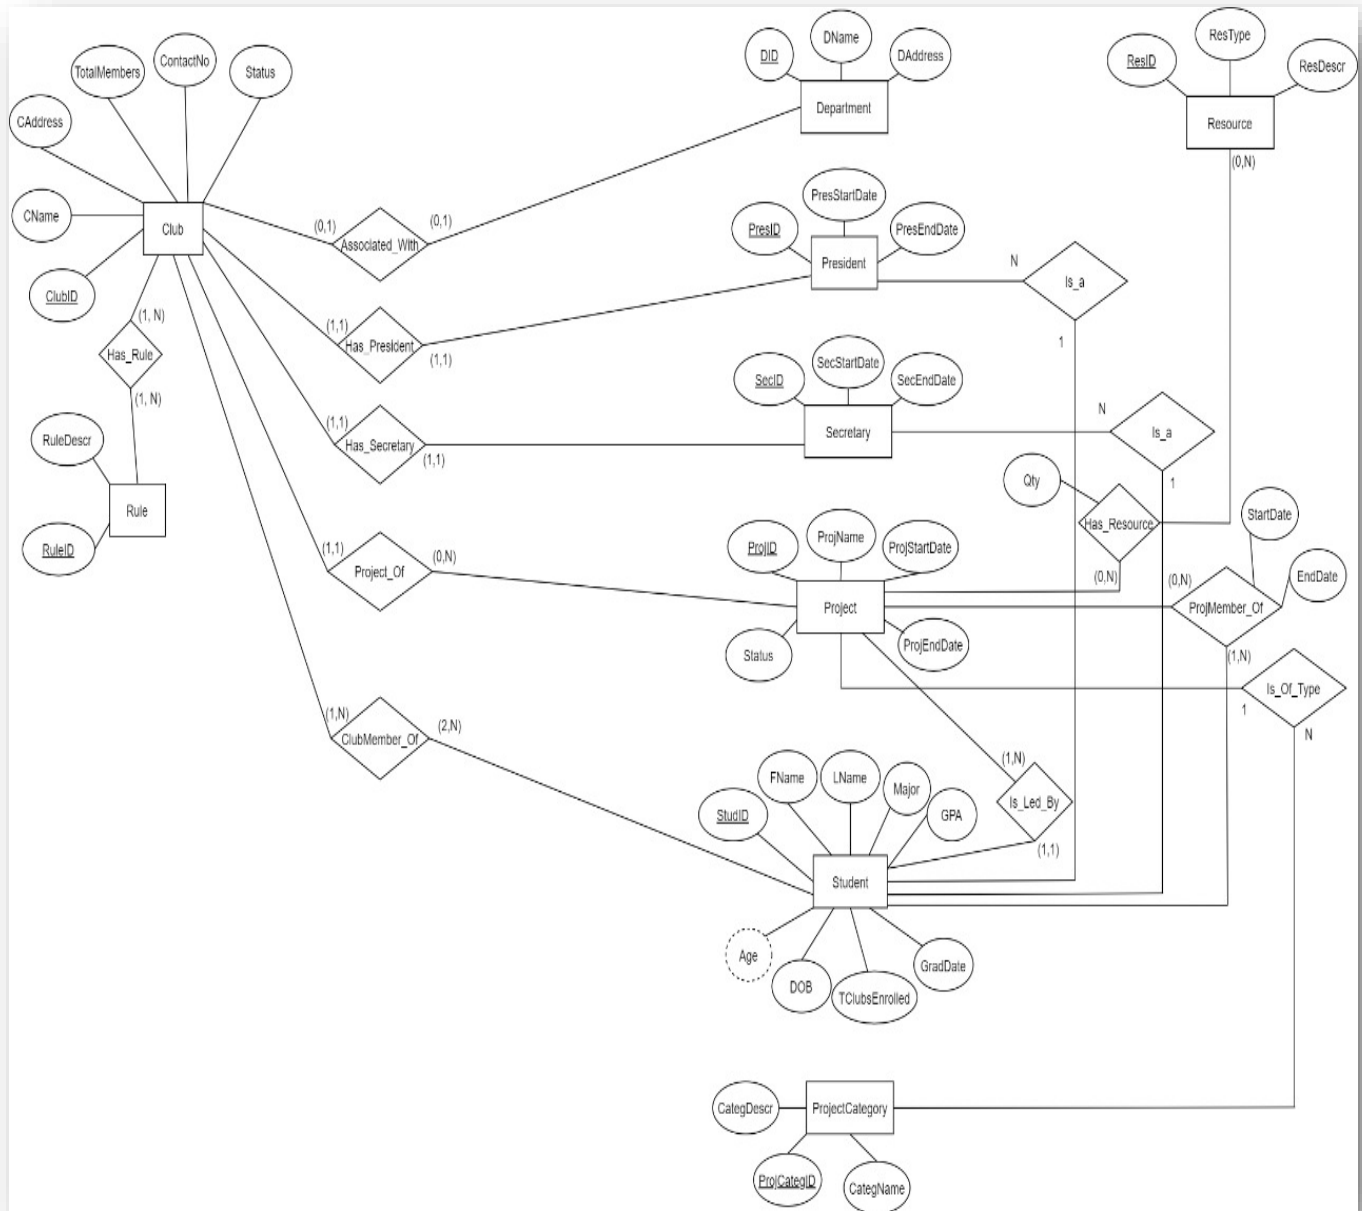 DName
ResType
DID
DAddress
ResID
ResDescr
TotalMembers
ContactNo
Status
CAddress
Department
Resource
(0,N)
CName
Club
(0,1)
(0,1)
Associated_With
PresStartDate
PresID
PresEndDate
President
N
Is_a
1
ClubID
(1, N)
Has_Rule
(1, N)
(1,1)
Has_President
(1,1)
SecStartDate
SecID
SecEndDate
Secretary
N
Is_a
1
(1,1)
Has_Secretary
(1,1)
RuleDescr
Rule
RuleID
Qty
Has_Resource
(0,N)
StartDate
EndDate
(0,N)
ProjMember_Of
(1,N)
(1,1)
Project_Of
(0,N)
ProjID
ProjName
ProjStartDate
Project
Status
ProjEndDate
Is_Of_Type
1
N
(1,N)
ClubMember_Of
(2,N)
(1,N)
Is_Led_By
(1,1)
FName
LName
Major
GPA
StudID
Student
Age
DOB
TClubsEnrolled
GradDate
CategDescr
ProjectCategory
ProjCategID
CategName